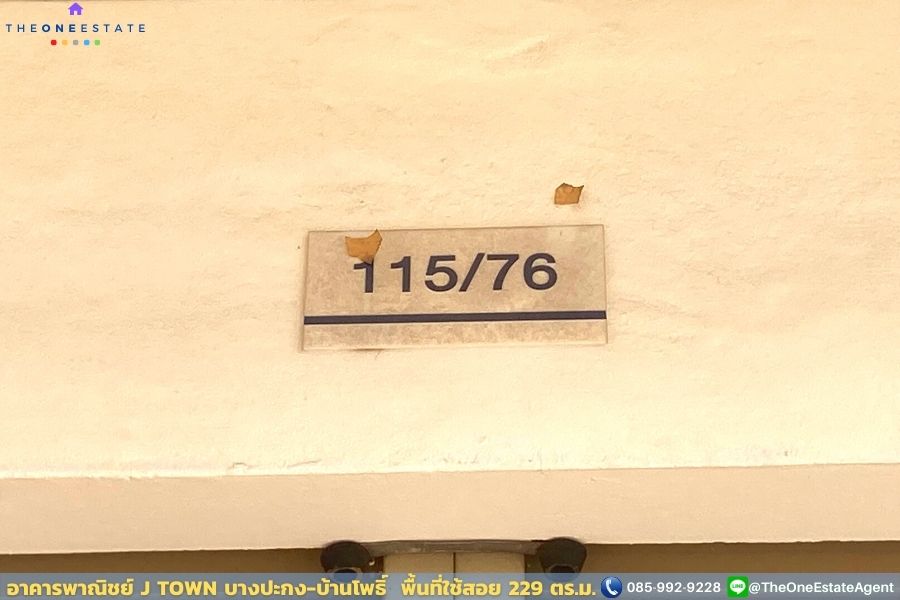 THEONEESTATE
115/76
อาคารพาณิชย์ J TOWN บางปะกง-บ้านโพธิ์ พื้นที่ใช้สอย 229 ตร.ม. 085-992-9228 LINE @TheOneEstateAgent